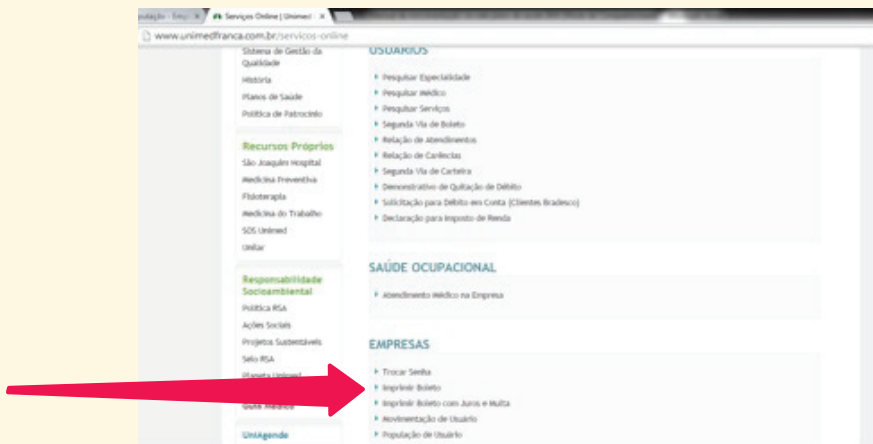 Serviços Online | Unimed
www.unimedfranca.com.br/servicos-online
Sistema de Gestão da
Qualidade
História
Planos de Saúde
Política de Patrocínio
Recursos Próprios
São Joaquim Hospital
Medicina Preventiva
Fisioterapia
Medicina do Trabalho
SOS Unimed
Unilar
Responsabilidade
Socioambiental
Política RSA
Ações Sociais
Projetos Sustentáveis
Selo RSA
Planeta Unimed
Guia Médico
UniAgende
USUÁRIOS
Pesquisar Especialidade
Pesquisar Médico
Pesquisar Serviços
Segunda Via de Boleto
Relação de Atendimentos
Relação de Carências
Segunda Via de Carteira
Demonstrativo de Quitação de Débito
Solicitação para Débito em Conta (Clientes Bradesco)
Declaração para Imposto de Renda
SAÚDE OCUPACIONAL
Atendimento Médico na Empresa
EMPRESAS
Trocar Senha
Imprimir Boleto
Imprimir Boleto com Juros e Multa
Movimentação de Usuário
População de Usuário